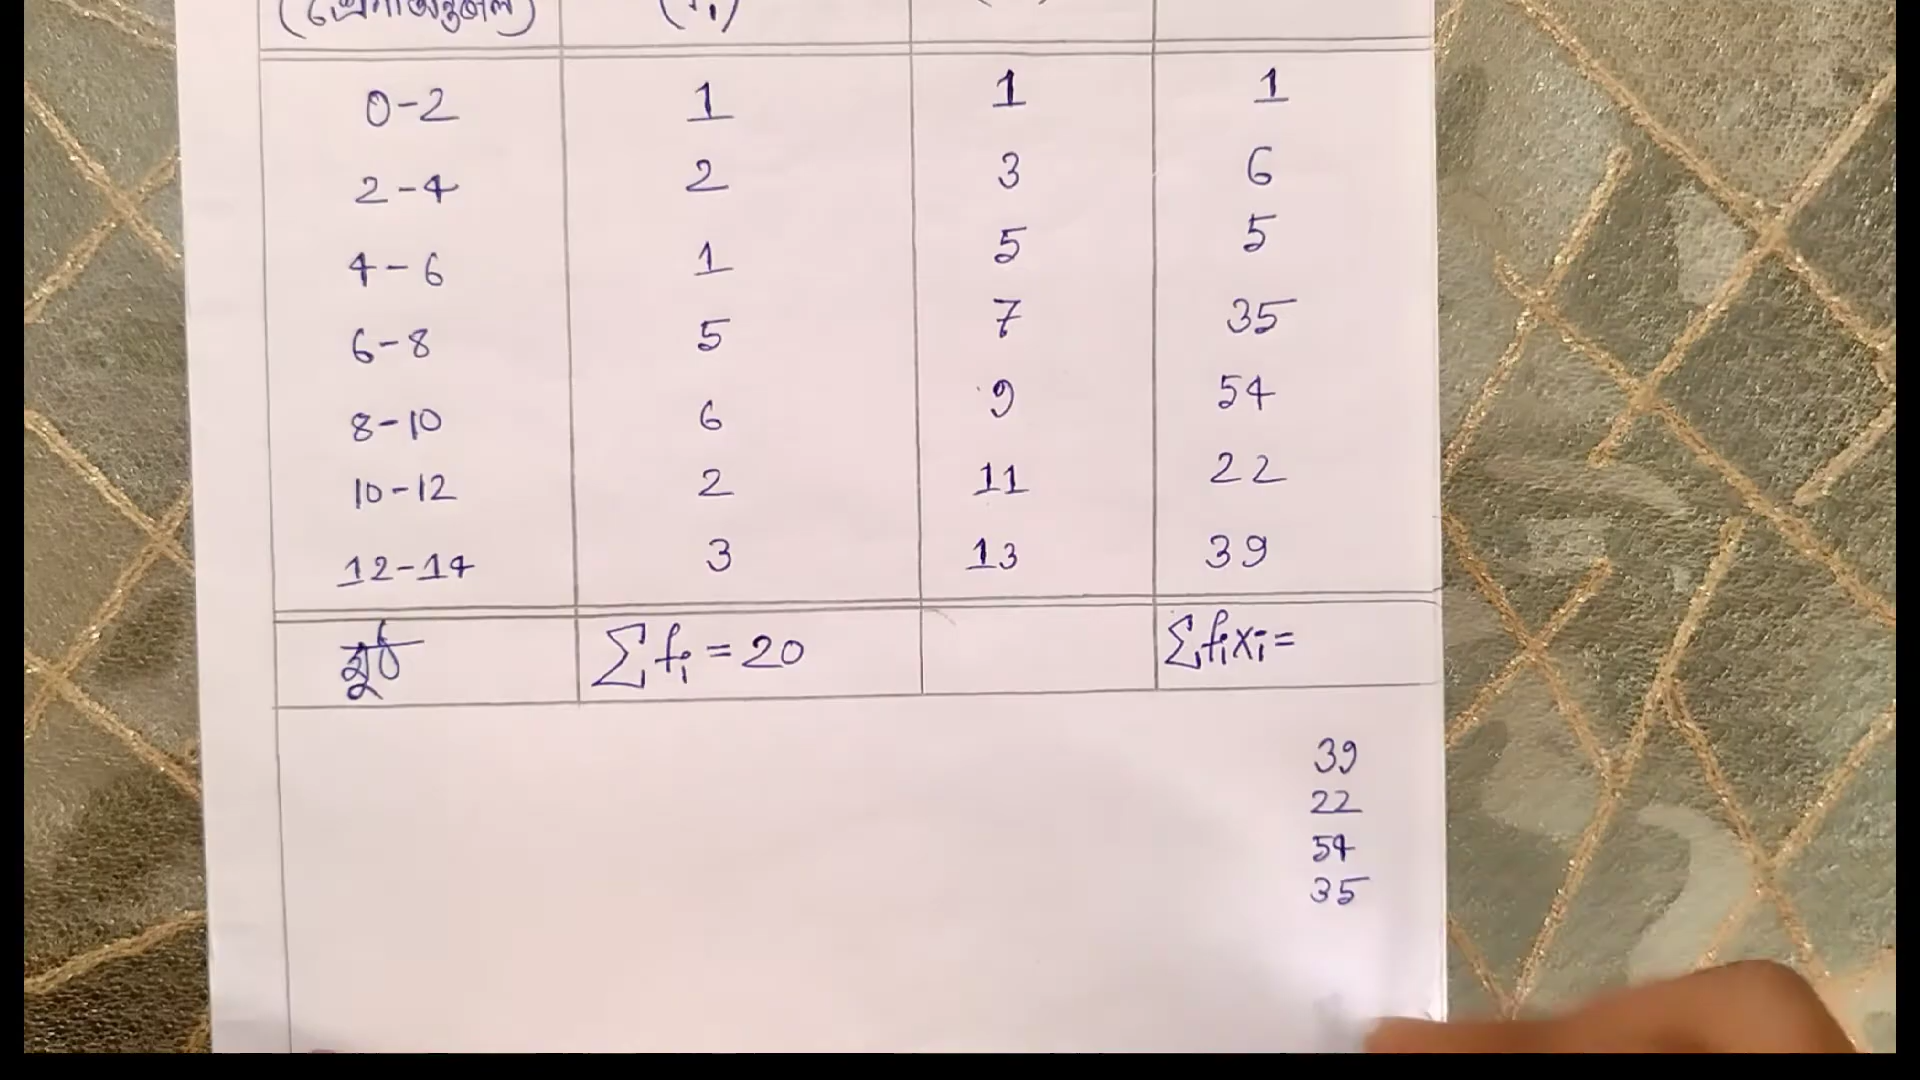 (fi)
0-2 1 1 1
2-4 2 3 6
4-6 1 5 5
6-8 5 7 35
8-10 6 9 54
10-12 2 11 22
12-14 3 13 39
মুঠ ∑fi = 20 ∑fixi =
39
22
54
35